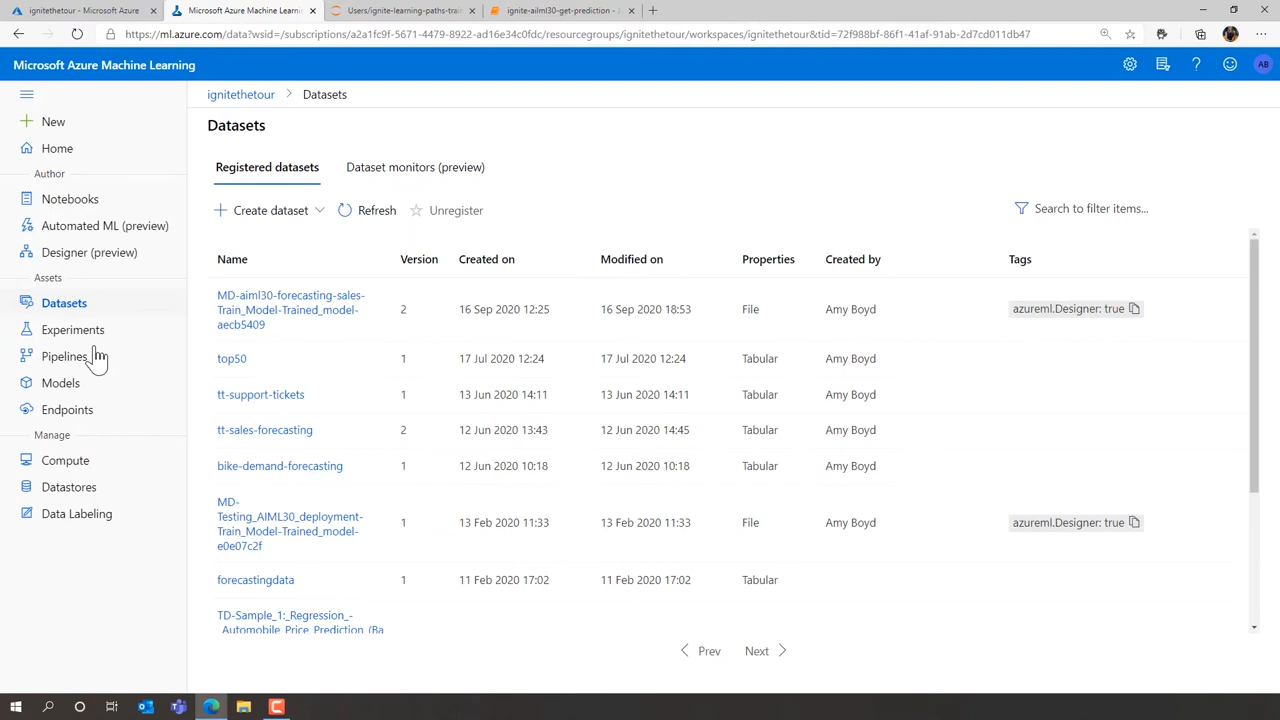 ignitethetour - Microsoft Azure
Microsoft Azure Machine Learnin
Users/ignite-learning-paths-train
ignite-ailml30-get-prediction - J
https://ml.azure.com/data?wsid=/subscriptions/a2a1fc9f-5671-4479-8922-ad16e34c0fdc/resourcegroups/ignitethetour/workspaces/ignitethetour&tid=72f988bf-86f1-41af-91ab-2d7cd011db47
Microsoft Azure Machine Learning
AB
New
Home
Author
Notebooks
Automated ML (preview)
Designer (preview)
Assets
Datasets
Experiments
Pipelines
Models
Endpoints
Manage
Compute
Datastores
Data Labeling
ignitethetour > Datasets
Datasets
Registered datasets Dataset monitors (preview)
Create dataset Refresh Unregister Search to filter items...
Name Version Created on Modified on Properties Created by Tags
MD-aiml30-forecasting-sales-
Train_Model-Trained_model-
aecb5409
2 16 Sep 2020 12:25 16 Sep 2020 18:53 File Amy Boyd azureml.Designer: true
top50 1 17 Jul 2020 12:24 17 Jul 2020 12:24 Tabular Amy Boyd
tt-support-tickets 1 13 Jun 2020 14:11 13 Jun 2020 14:11 Tabular Amy Boyd
tt-sales-forecasting 2 12 Jun 2020 13:43 12 Jun 2020 14:45 Tabular Amy Boyd
bike-demand-forecasting 1 12 Jun 2020 10:18 12 Jun 2020 10:18 Tabular Amy Boyd
MD-
Testing_AIML30_deployment-
Train_Model-Trained_model-
e0e07c2f
1 13 Feb 2020 11:33 13 Feb 2020 11:33 File Amy Boyd azureml.Designer: true
forecastingdata 1 11 Feb 2020 17:02 11 Feb 2020 17:02 Tabular
TD-Sample_1:_Regression_-
_Automobile_Price_Prediction_(Ba
Prev Next